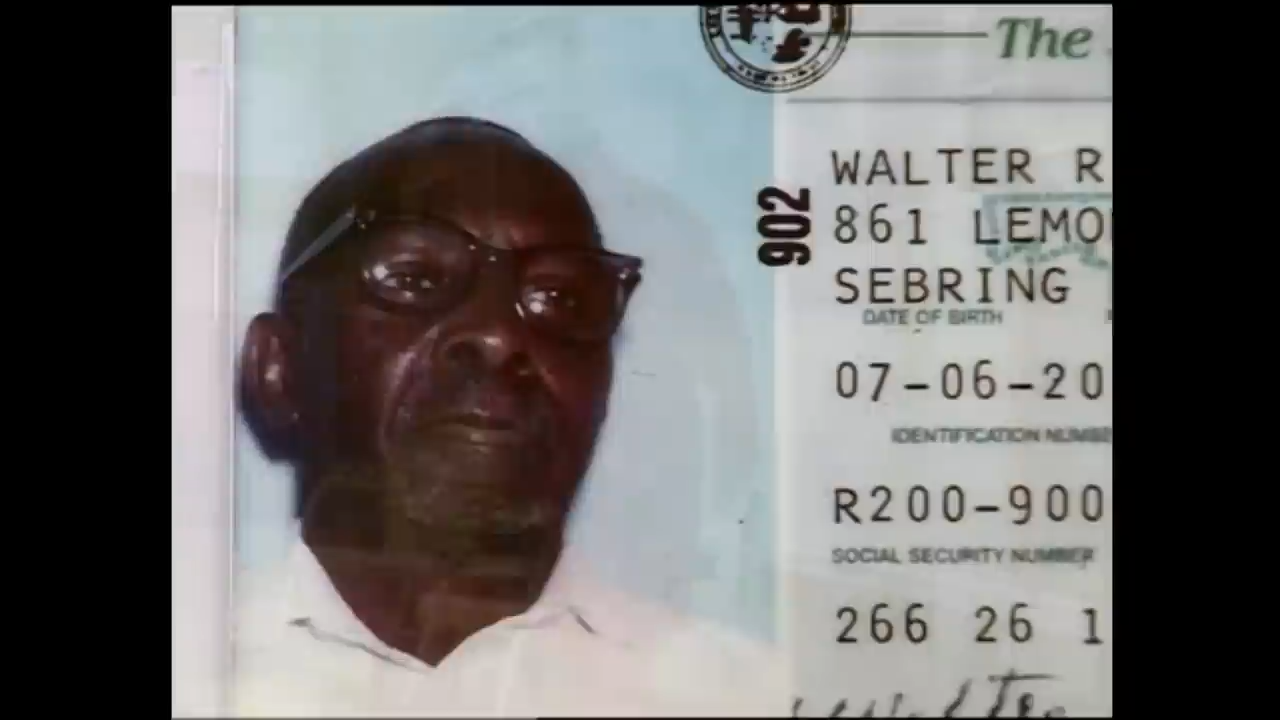 The
902
WALTER R
861 LEMO
SEBRING
DATE OF BIRTH
07-06-20
IDENTIFICATION NUMBE
R200-900
SOCIAL SECURITY NUMBER
266 26 1
Walte